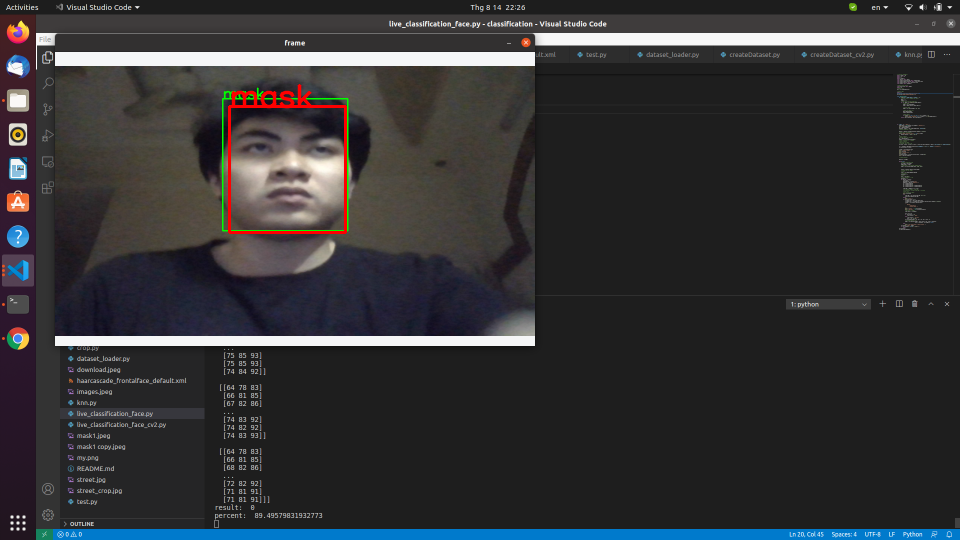 Activities
Visual Studio Code
Thg 8 14 22:26
en
live_classification_face.py - classification - Visual Studio Code
File
frame
ult.xml
test.py
dataset_loader.py
createDataset.py
createDataset_cv2.py
knn.p
mask
mask
1: python
crop.py
dataset_loader.py
download.jpeg
haarcascade_frontalface_default.xml
images.jpeg
knn.py
live_classification_face.py
live_classification_face_cv2.py
mask1.jpeg
mask1 copy.jpeg
my.png
README.md
street.jpg
street_crop.jpg
test.py
OUTLINE
...
[75 85 93]
[75 85 93]
[74 84 92]]
[[64 78 83]
[66 81 85]
[67 82 86]
...
[74 83 92]
[74 82 92]
[74 83 93]]
[[64 78 83]
[66 81 85]
[68 82 86]
...
[72 82 92]
[71 81 91]
[71 81 91]]]
result: 0
percent: 89.49579831932773
0 0
Ln 20, Col 45
Spaces: 4
UTF-8
LF
Python